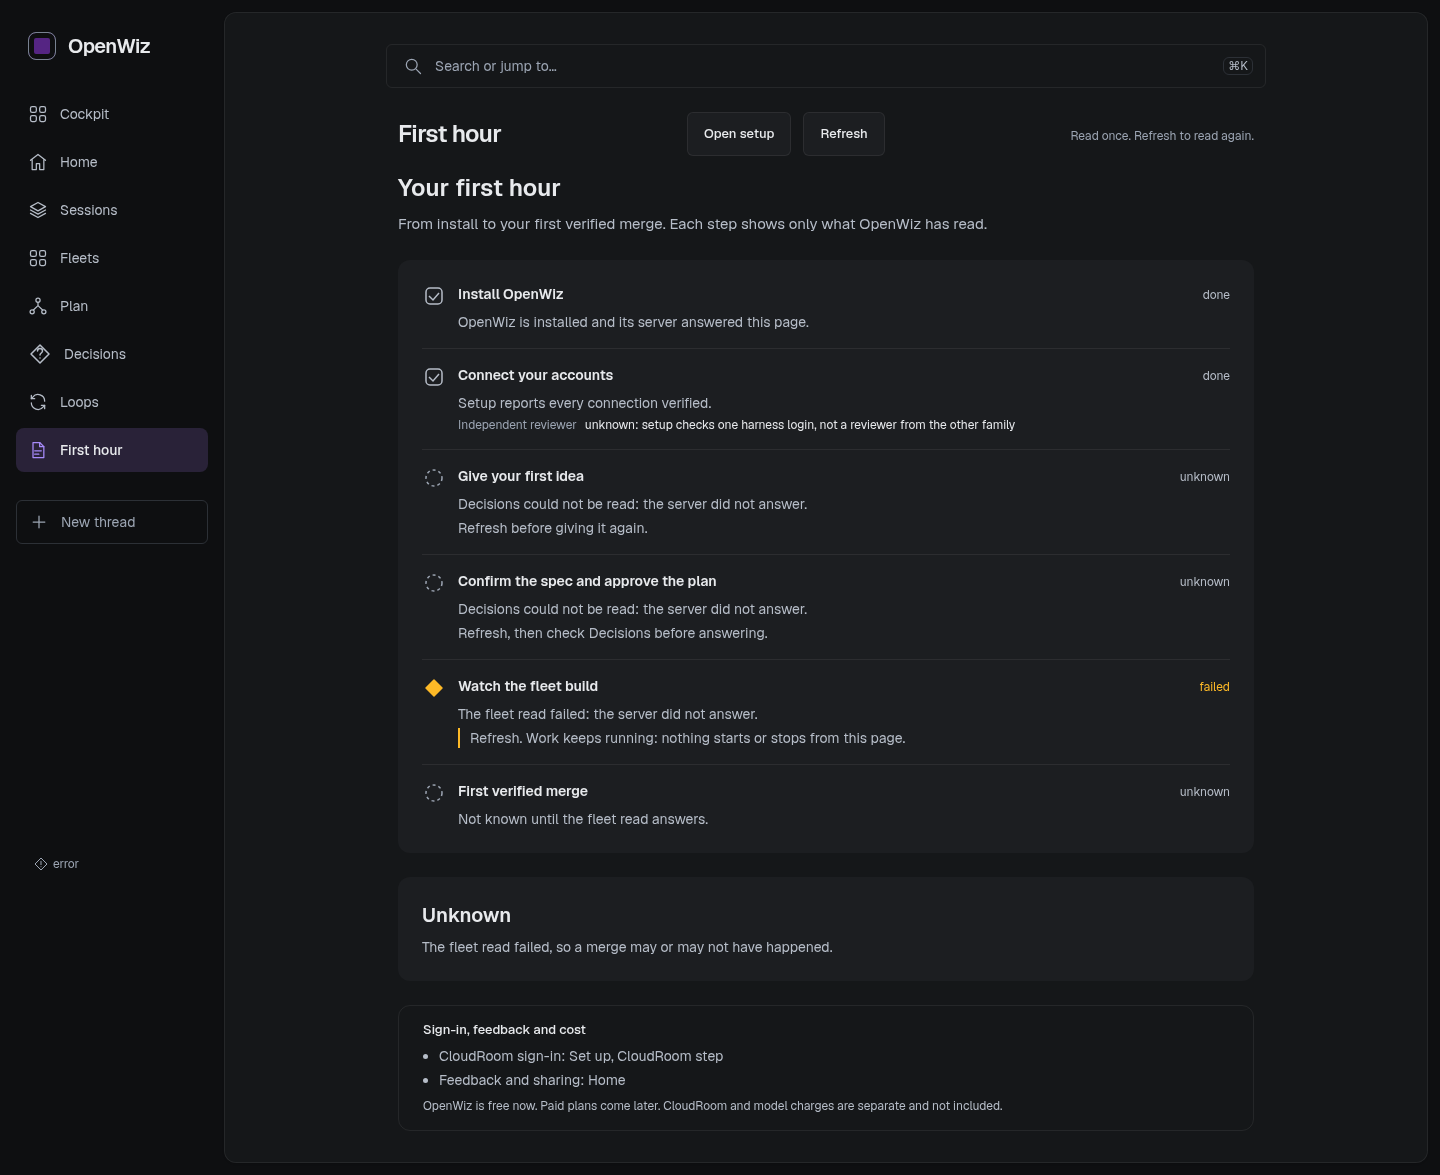 OpenWiz
Cockpit
Home
Sessions
Fleets
Plan
Decisions
Loops
First hour
New thread
error
Search or jump to…
⌘K
First hour
Open setup
Refresh
Read once. Refresh to read again.
Your first hour
From install to your first verified merge. Each step shows only what OpenWiz has read.
Install OpenWiz
done
OpenWiz is installed and its server answered this page.
Connect your accounts
done
Setup reports every connection verified.
Independent reviewer unknown: setup checks one harness login, not a reviewer from the other family
Give your first idea
unknown
Decisions could not be read: the server did not answer.
Refresh before giving it again.
Confirm the spec and approve the plan
unknown
Decisions could not be read: the server did not answer.
Refresh, then check Decisions before answering.
Watch the fleet build
failed
The fleet read failed: the server did not answer.
Refresh. Work keeps running: nothing starts or stops from this page.
First verified merge
unknown
Not known until the fleet read answers.
Unknown
The fleet read failed, so a merge may or may not have happened.
Sign-in, feedback and cost
• CloudRoom sign-in: Set up, CloudRoom step
• Feedback and sharing: Home
OpenWiz is free now. Paid plans come later. CloudRoom and model charges are separate and not included.